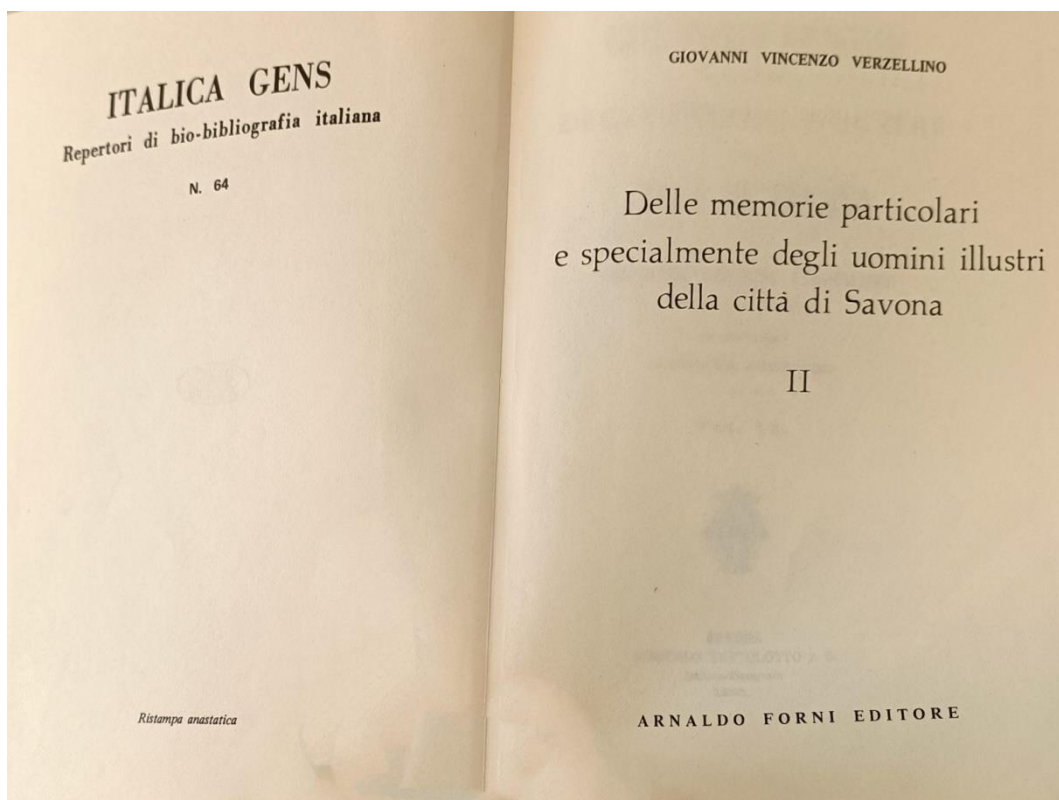 ITALICA GENS
Repertori di bio-bibliografia italiana
N. 64
Ristampa anastatica
GIOVANNI VINCENZO VERZELLINO
Delle memorie particolari
e specialmente degli uomini illustri
della città di Savona
II
ARNALDO FORNI EDITORE